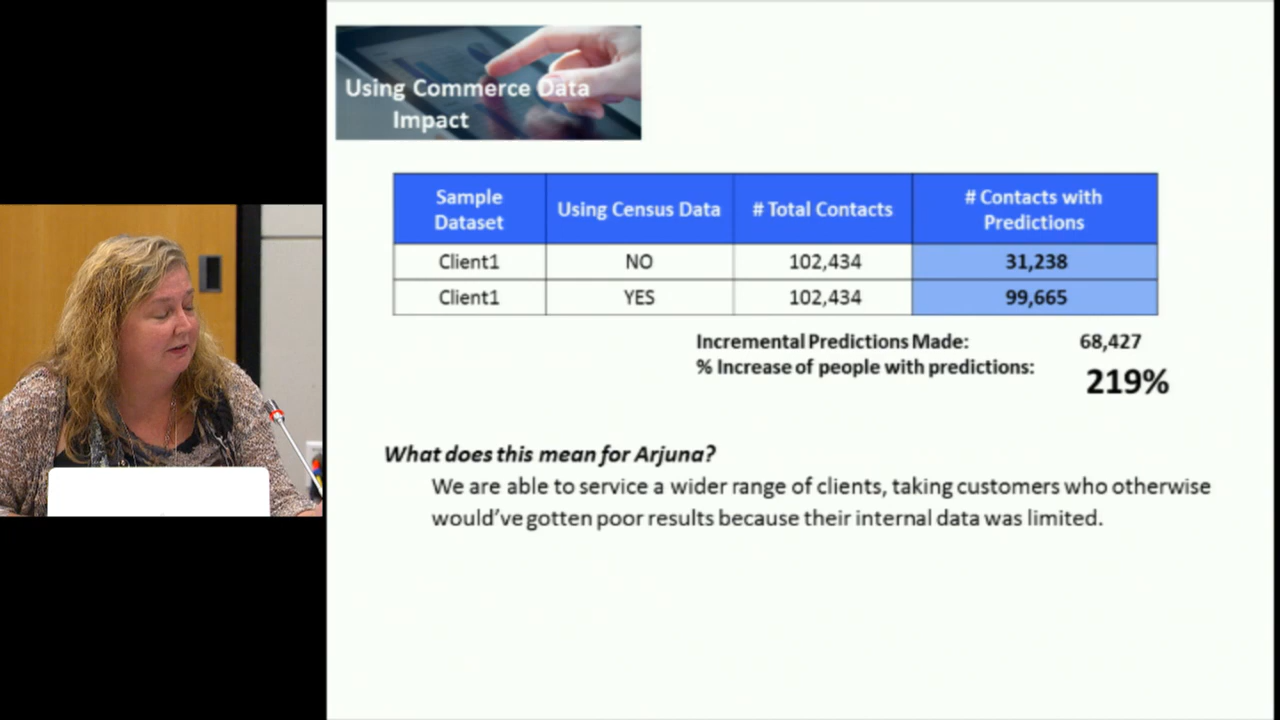 Using Commerce Data
Impact
Sample Dataset | Using Census Data | # Total Contacts | # Contacts with Predictions
Client1 | NO | 102,434 | 31,238
Client1 | YES | 102,434 | 99,665
Incremental Predictions Made: 68,427
% Increase of people with predictions: 219%
What does this mean for Arjuna?
We are able to service a wider range of clients, taking customers who otherwise
would've gotten poor results because their internal data was limited.